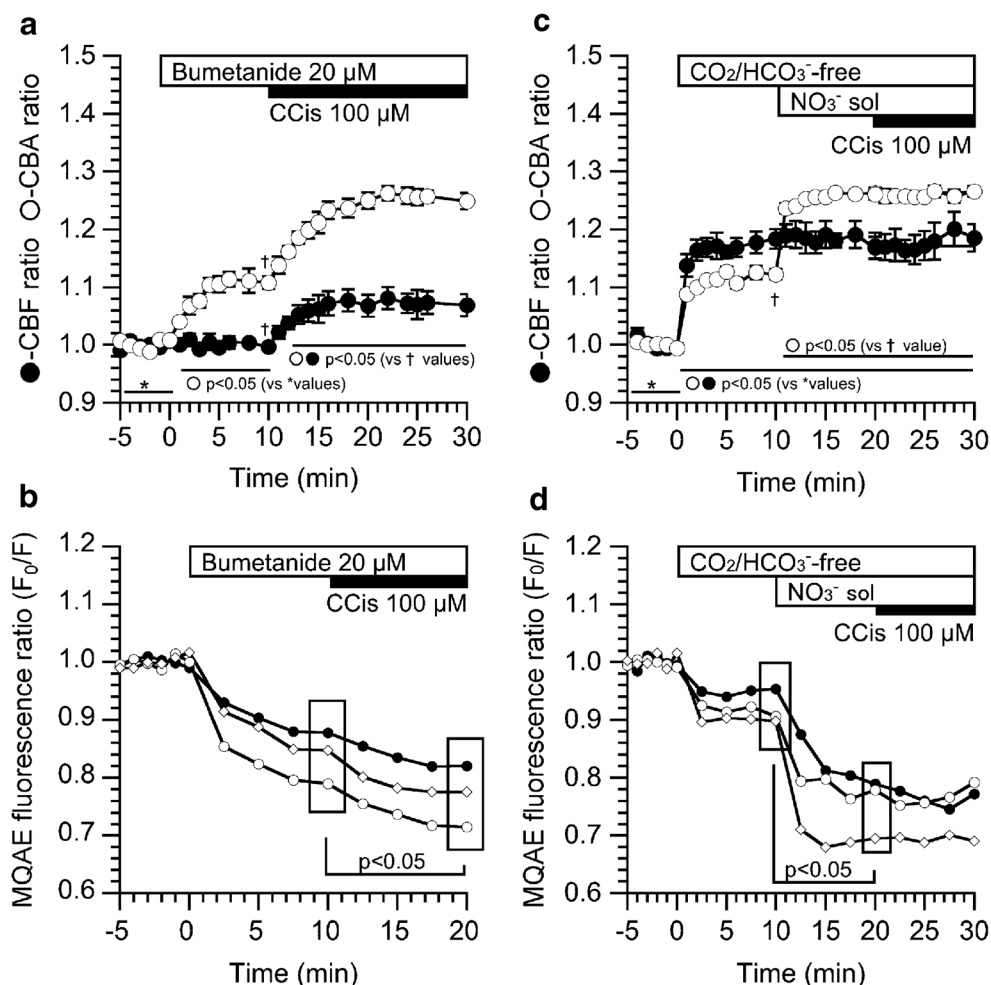 a
1.5
1.4
1.3
1.2
1.1
1.0
0.9
●-CBF ratio O-CBA ratio
Bumetanide 20 µM
CCis 100 µM
†
†
p<0.05 (vs † values)
p<0.05 (vs *values)
*
-5 0 5 10 15 20 25 30
Time (min)
c
1.5
1.4
1.3
1.2
1.1
1.0
0.9
●-CBF ratio O-CBA ratio
CO₂/HCO₃⁻-free
NO₃⁻ sol
CCis 100 µM
†
p<0.05 (vs † value)
p<0.05 (vs *values)
*
-5 0 5 10 15 20 25 30
Time (min)
b
1.2
1.1
1.0
0.9
0.8
0.7
0.6
MQAE fluorescence ratio (F₀/F)
Bumetanide 20 µM
CCis 100 µM
p<0.05
-5 0 5 10 15 20
Time (min)
d
1.2
1.1
1.0
0.9
0.8
0.7
0.6
MQAE fluorescence ratio (F₀/F)
CO₂/HCO₃⁻-free
NO₃⁻ sol
CCis 100 µM
p<0.05
-5 0 5 10 15 20 25 30
Time (min)